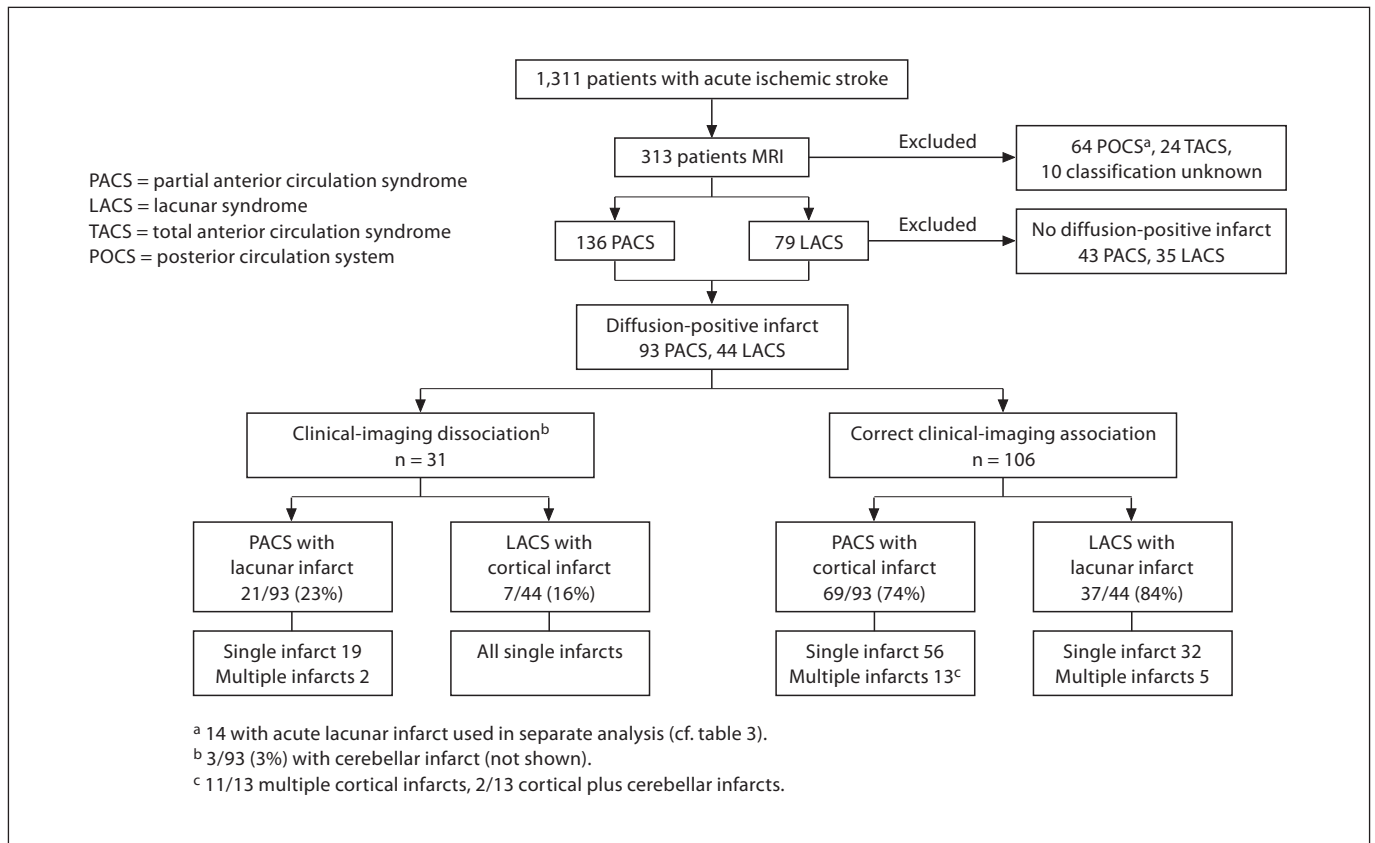 1,311 patients with acute ischemic stroke
313 patients MRI
Excluded
64 POCSa, 24 TACS,
10 classification unknown
PACS = partial anterior circulation syndrome
LACS = lacunar syndrome
TACS = total anterior circulation syndrome
POCS = posterior circulation system
136 PACS
79 LACS
Excluded
No diffusion-positive infarct
43 PACS, 35 LACS
Diffusion-positive infarct
93 PACS, 44 LACS
Clinical-imaging dissociationb
n = 31
Correct clinical-imaging association
n = 106
PACS with
lacunar infarct
21/93 (23%)
LACS with
cortical infarct
7/44 (16%)
PACS with
cortical infarct
69/93 (74%)
LACS with
lacunar infarct
37/44 (84%)
Single infarct 19
Multiple infarcts 2
All single infarcts
Single infarct 56
Multiple infarcts 13c
Single infarct 32
Multiple infarcts 5
a 14 with acute lacunar infarct used in separate analysis (cf. table 3).
b 3/93 (3%) with cerebellar infarct (not shown).
c 11/13 multiple cortical infarcts, 2/13 cortical plus cerebellar infarcts.